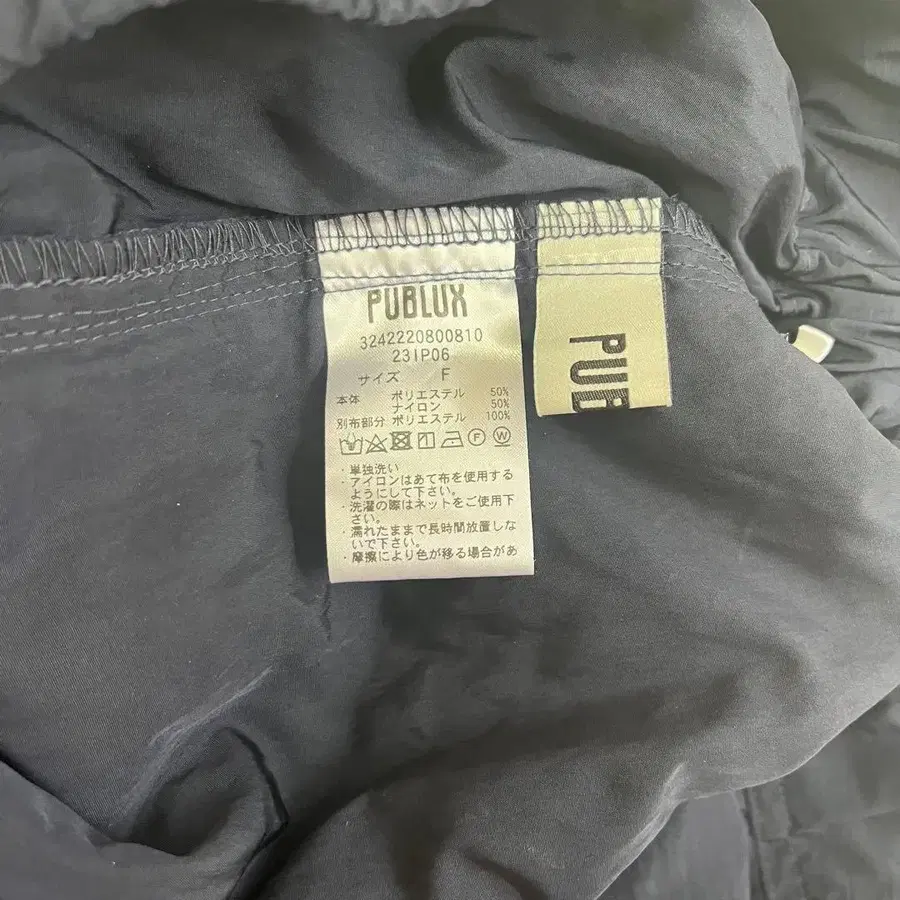 PUBLUX
3242220800810
23IP06
サイズ F
本体 ポリエステル 50%
ナイロン 50%
別布部分 ポリエステル 100%
F W
・単独洗い
・アイロンはあて布を使用する
ようにして下さい。
・洗濯の際はネットをご使用下
さい。
・濡れたままで長時間放置しな
いで下さい。
・摩擦により色が移る場合があ
PUB